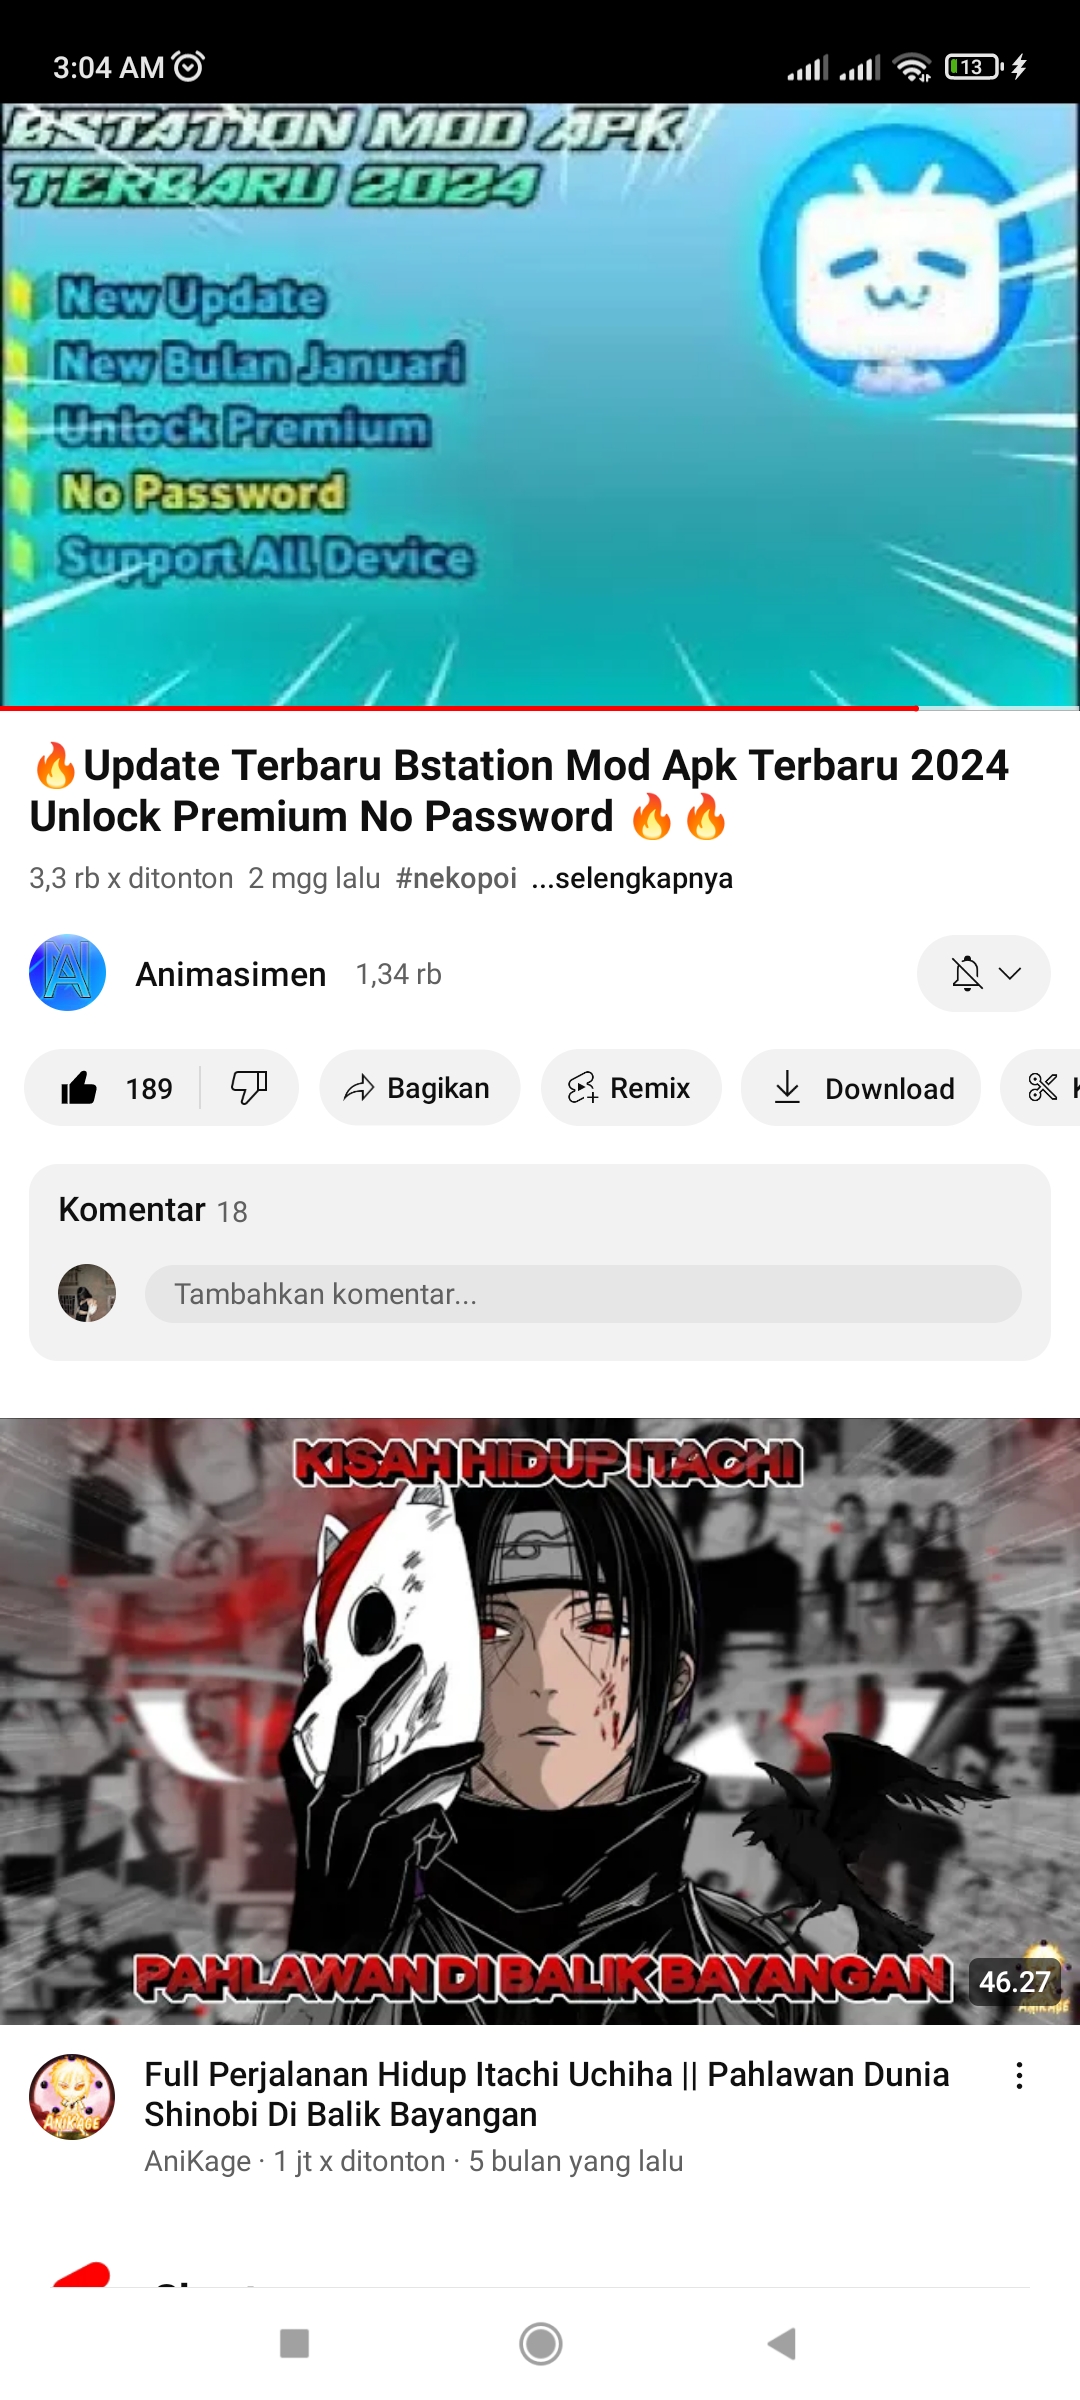 3:04 AM
13
BSTATION MOD APK
TERBARU 2024
New Update
New Bulan Januari
Unlock Premium
No Password
Support All Device
🔥Update Terbaru Bstation Mod Apk Terbaru 2024
Unlock Premium No Password 🔥🔥
3,3 rb x ditonton 2 mgg lalu #nekopoi ...selengkapnya
Animasimen 1,34 rb
189 Bagikan Remix Download
Komentar 18
Tambahkan komentar...
KISAH HIDUP ITACHI
PAHLAWAN DI BALIK BAYANGAN
46.27
ANIKAGE
Full Perjalanan Hidup Itachi Uchiha || Pahlawan Dunia
Shinobi Di Balik Bayangan
AniKage · 1 jt x ditonton · 5 bulan yang lalu